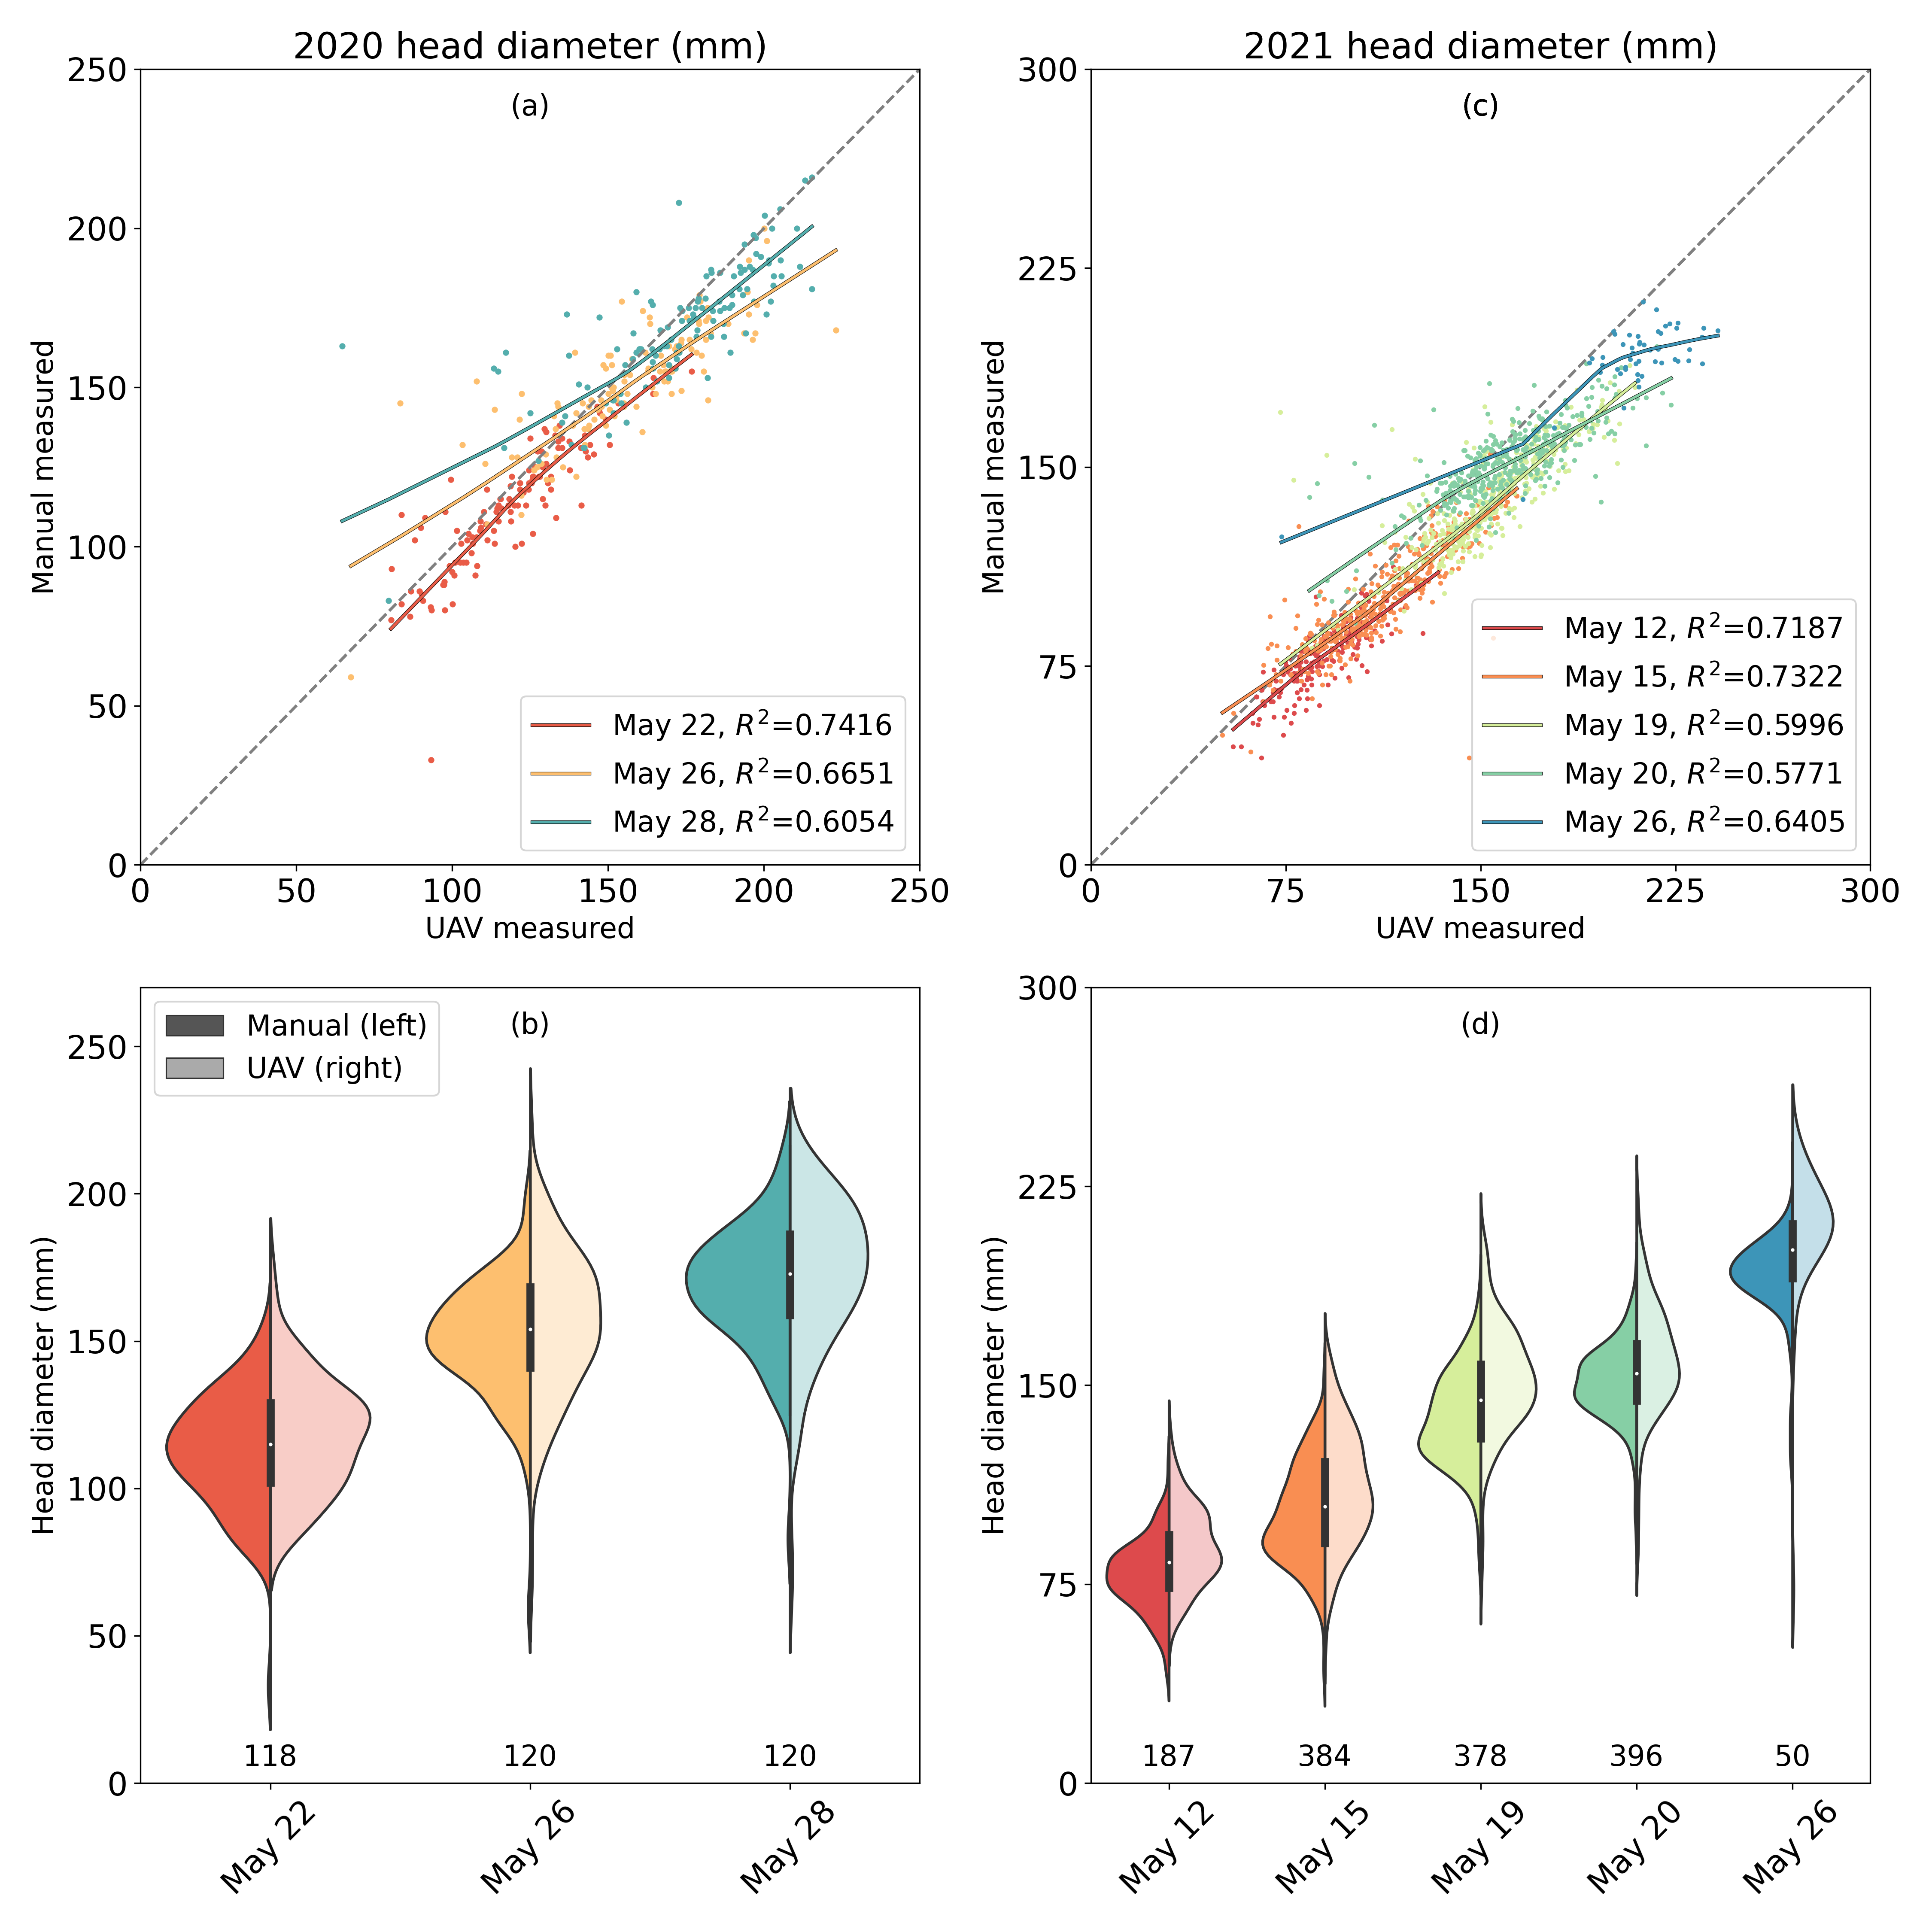 2020 head diameter (mm)
(a)
250
200
150
100
50
0
Manual measured
May 22, R²=0.7416
May 26, R²=0.6651
May 28, R²=0.6054
0 50 100 150 200 250
UAV measured
2021 head diameter (mm)
(c)
300
225
150
75
0
Manual measured
May 12, R²=0.7187
May 15, R²=0.7322
May 19, R²=0.5996
May 20, R²=0.5771
May 26, R²=0.6405
0 75 150 225 300
UAV measured
(b)
Manual (left)
UAV (right)
250
200
150
100
50
0
Head diameter (mm)
118 120 120
May 22 May 26 May 28
(d)
300
225
150
75
0
Head diameter (mm)
187 384 378 396 50
May 12 May 15 May 19 May 20 May 26